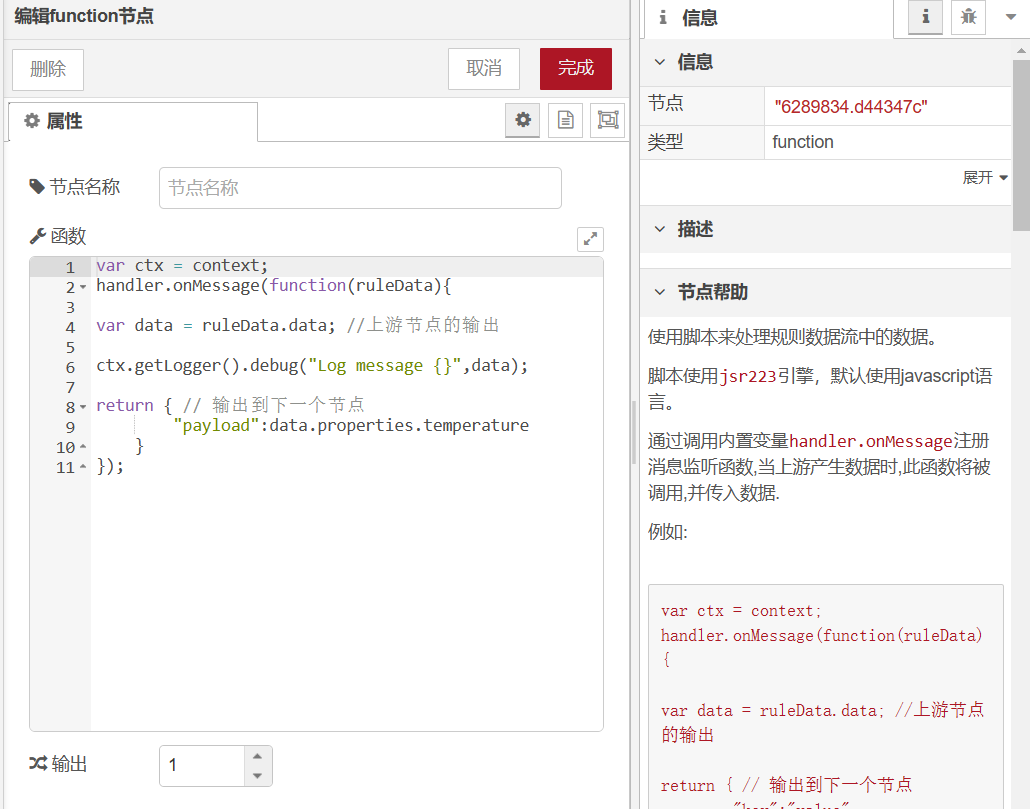 编辑function节点
删除
取消
完成
属性
节点名称
节点名称
函数
1 var ctx = context;
2 handler.onMessage(function(ruleData){
3
4 var data = ruleData.data; //上游节点的输出
5
6 ctx.getLogger().debug("Log message {}",data);
7
8 return { // 输出到下一个节点
9 "payload":data.properties.temperature
10 }
11 });
输出
1
信息
信息
节点 "6289834.d44347c"
类型 function
展开
描述
节点帮助
使用脚本来处理规则数据流中的数据。
脚本使用jsr223引擎，默认使用javascript语
言。
通过调用内置变量handler.onMessage注册
消息监听函数,当上游产生数据时,此函数将被
调用,并传入数据.
例如:
var ctx = context;
handler.onMessage(function(ruleData)
{
var data = ruleData.data; //上游节点
的输出
return { // 输出到下一个节点
"key":"value"